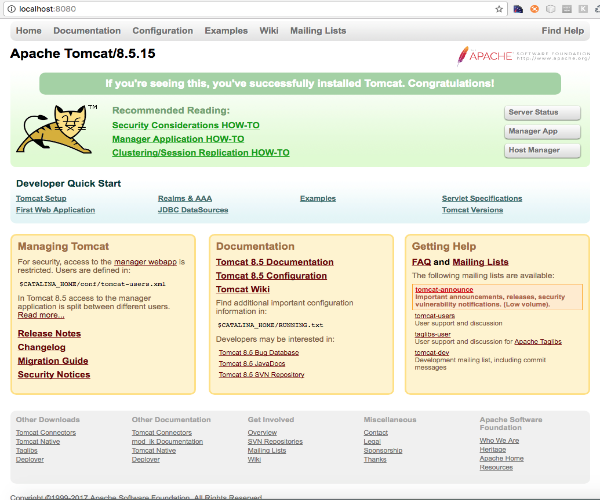 localhost:8080
Home Documentation Configuration Examples Wiki Mailing Lists Find Help
Apache Tomcat/8.5.15
APACHE SOFTWARE FOUNDATION
http://www.apache.org/
If you're seeing this, you've successfully installed Tomcat. Congratulations!
TM
Recommended Reading:
Security Considerations HOW-TO
Manager Application HOW-TO
Clustering/Session Replication HOW-TO
Server Status
Manager App
Host Manager
Developer Quick Start
Tomcat Setup Realms & AAA Examples Servlet Specifications
First Web Application JDBC DataSources Tomcat Versions
Managing Tomcat
For security, access to the manager webapp is
restricted. Users are defined in:
$CATALINA_HOME/conf/tomcat-users.xml
In Tomcat 8.5 access to the manager
application is split between different users.
Read more...
Release Notes
Changelog
Migration Guide
Security Notices
Documentation
Tomcat 8.5 Documentation
Tomcat 8.5 Configuration
Tomcat Wiki
Find additional important configuration
information in:
$CATALINA_HOME/RUNNING.txt
Developers may be interested in:
Tomcat 8.5 Bug Database
Tomcat 8.5 JavaDocs
Tomcat 8.5 SVN Repository
Getting Help
FAQ and Mailing Lists
The following mailing lists are available:
tomcat-announce
Important announcements, releases, security
vulnerability notifications. (Low volume).
tomcat-users
User support and discussion
taglibs-user
User support and discussion for Apache Taglibs
tomcat-dev
Development mailing list, including commit
messages
Other Downloads
Tomcat Connectors
Tomcat Native
Taglibs
Deployer
Other Documentation
Tomcat Connectors
mod_jk Documentation
Tomcat Native
Deployer
Get Involved
Overview
SVN Repositories
Mailing Lists
Wiki
Miscellaneous
Contact
Legal
Sponsorship
Thanks
Apache Software
Foundation
Who We Are
Heritage
Apache Home
Resources
Copyright ©1999-2017 Apache Software Foundation. All Rights Reserved